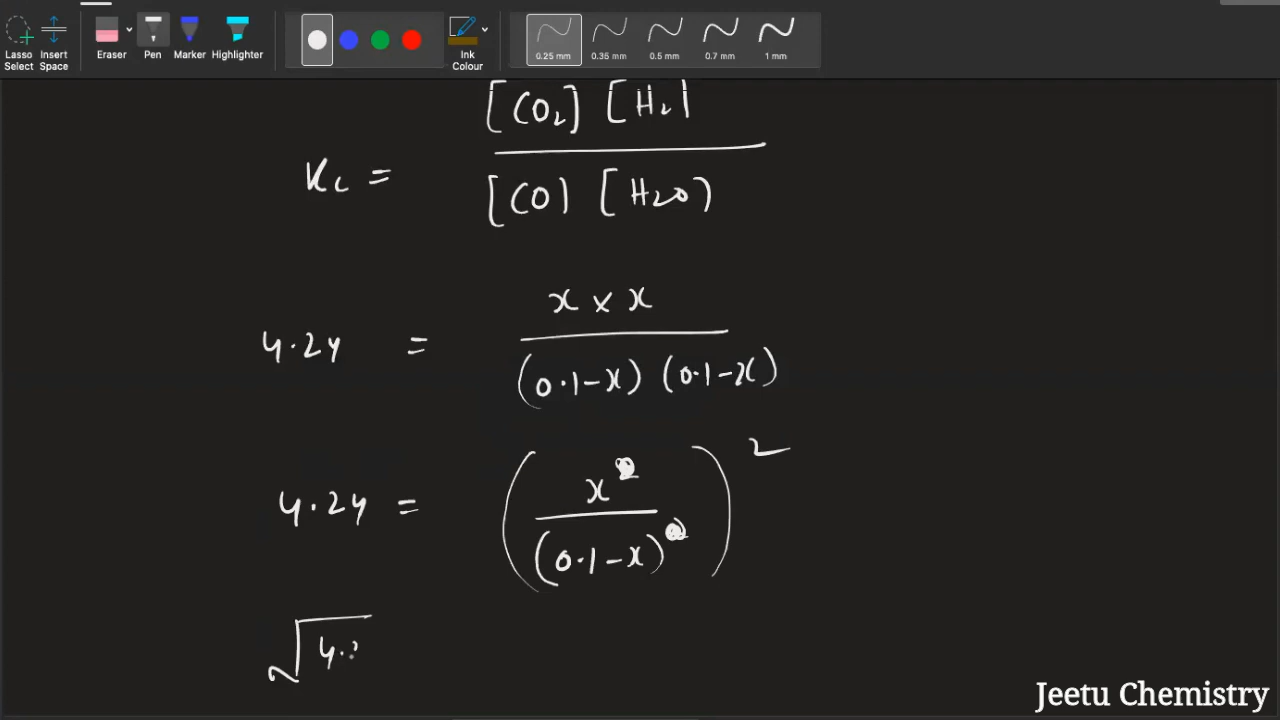 Lasso Select Insert Space Eraser Pen Marker Highlighter Ink Colour 0.25 mm 0.35 mm 0.5 mm 0.7 mm 1 mm
[CO₂] [H₂]
Kc =
[CO] [H₂O)
x × x
4.24 =
(0.1-x) (0.1-x)
4.24 = ( x / (0.1-x) )²
√4.2
Jeetu Chemistry